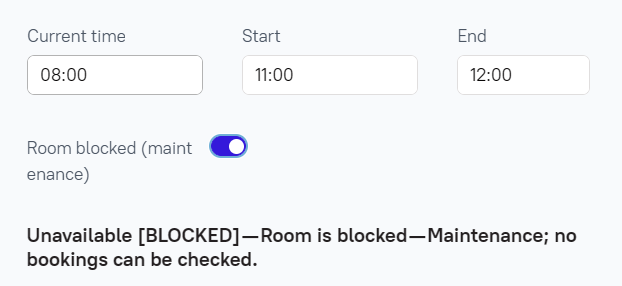 Current time
Start
End
08:00
11:00
12:00
Room blocked (maint
enance)
Unavailable [BLOCKED]—Room is blocked—Maintenance; no
bookings can be checked.